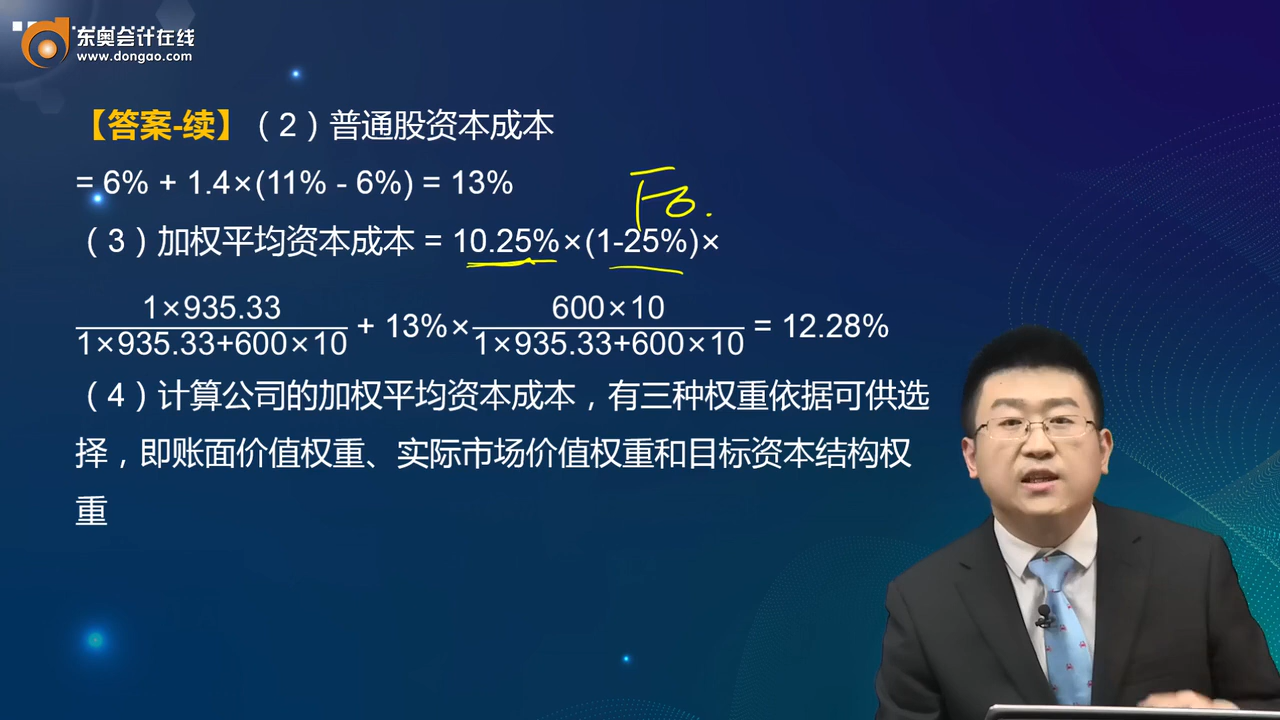 东奥会计在线
www.dongao.com
【答案-续】（2）普通股资本成本
= 6% + 1.4×(11% - 6%) = 13%
（3）加权平均资本成本 = 10.25%×(1-25%)×
1×935.33 600×10
+ 13%× = 12.28%
1×935.33+600×10 1×935.33+600×10
（4）计算公司的加权平均资本成本，有三种权重依据可供选
择，即账面价值权重、实际市场价值权重和目标资本结构权
重